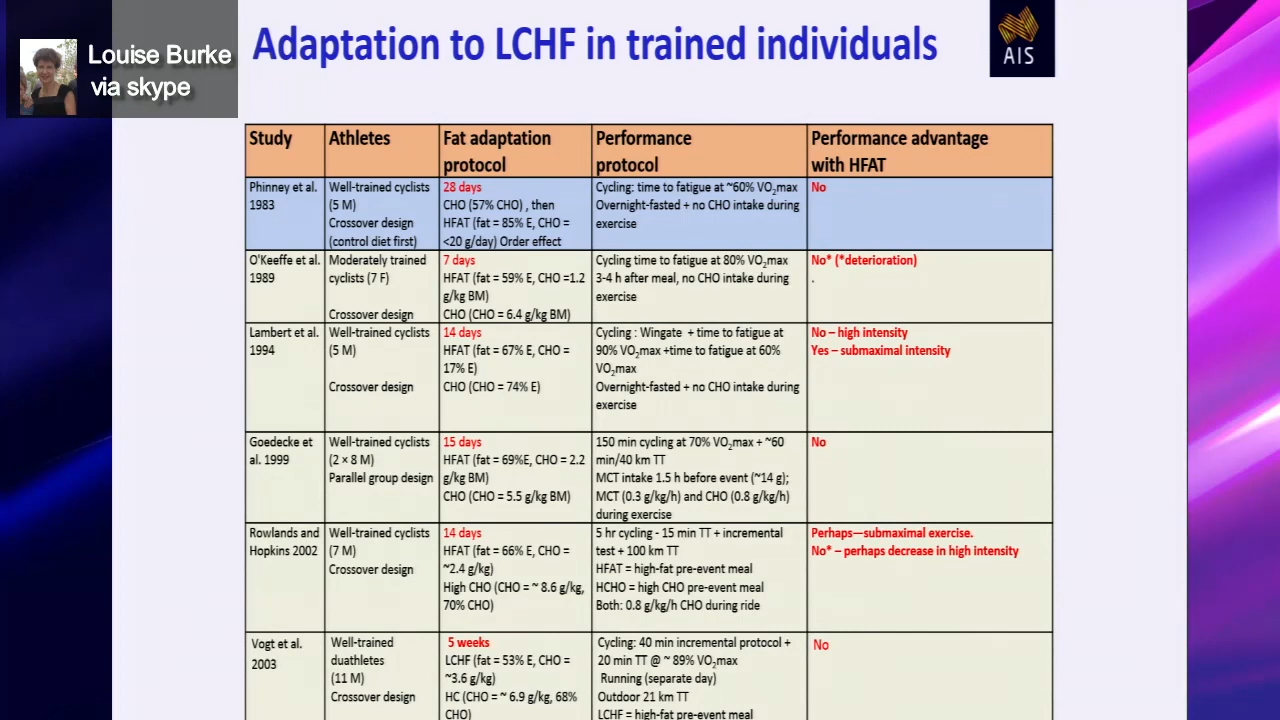 Louise Burke
via skype
Adaptation to LCHF in trained individuals
AIS
Study
Athletes
Fat adaptation
protocol
Performance
protocol
Performance advantage
with HFAT
Phinney et al.
1983
Well-trained cyclists
(5 M)
Crossover design
(control diet first)
28 days
CHO (57% CHO) , then
HFAT (fat = 85% E, CHO =
<20 g/day) Order effect
Cycling: time to fatigue at ~60% VO₂max
Overnight-fasted + no CHO intake during
exercise
No
O'Keeffe et al.
1989
Moderately trained
cyclists (7 F)
Crossover design
7 days
HFAT (fat = 59% E, CHO =1.2
g/kg BM)
CHO (CHO = 6.4 g/kg BM)
Cycling time to fatigue at 80% VO₂max
3-4 h after meal, no CHO intake during
exercise
No* (*deterioration)
.
Lambert et al.
1994
Well-trained cyclists
(5 M)
Crossover design
14 days
HFAT (fat = 67% E, CHO =
17% E)
CHO (CHO = 74% E)
Cycling : Wingate + time to fatigue at
90% VO₂max +time to fatigue at 60%
VO₂max
Overnight-fasted + no CHO intake during
exercise
No – high intensity
Yes – submaximal intensity
Goedecke et
al. 1999
Well-trained cyclists
(2 × 8 M)
Parallel group design
15 days
HFAT (fat = 69%E, CHO = 2.2
g/kg BM)
CHO (CHO = 5.5 g/kg BM)
150 min cycling at 70% VO₂max + ~60
min/40 km TT
MCT intake 1.5 h before event (~14 g);
MCT (0.3 g/kg/h) and CHO (0.8 g/kg/h)
during exercise
No
Rowlands and
Hopkins 2002
Well-trained cyclists
(7 M)
Crossover design
14 days
HFAT (fat = 66% E, CHO =
~2.4 g/kg)
High CHO (CHO = ~ 8.6 g/kg,
70% CHO)
5 hr cycling - 15 min TT + incremental
test + 100 km TT
HFAT = high-fat pre-event meal
HCHO = high CHO pre-event meal
Both: 0.8 g/kg/h CHO during ride
Perhaps—submaximal exercise.
No* – perhaps decrease in high intensity
Vogt et al.
2003
Well-trained
duathletes
(11 M)
Crossover design
5 weeks
LCHF (fat = 53% E, CHO =
~3.6 g/kg)
HC (CHO = ~ 6.9 g/kg, 68%
CHO)
Cycling: 40 min incremental protocol +
20 min TT @ ~ 89% VO₂max
Running (separate day)
Outdoor 21 km TT
LCHF = high-fat pre-event meal
No